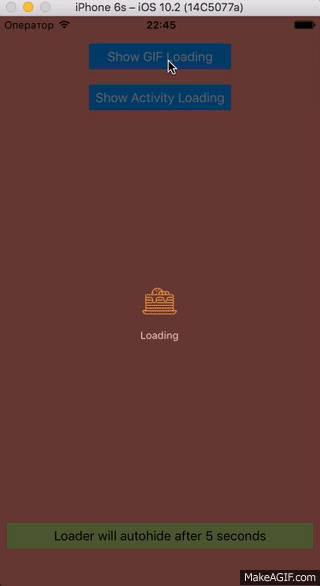 iPhone 6s – iOS 10.2 (14C5077a)
Оператор 22:45
Show GIF Loading
Show Activity Loading
Loading
Loader will autohide after 5 seconds
MakeAGIF.com